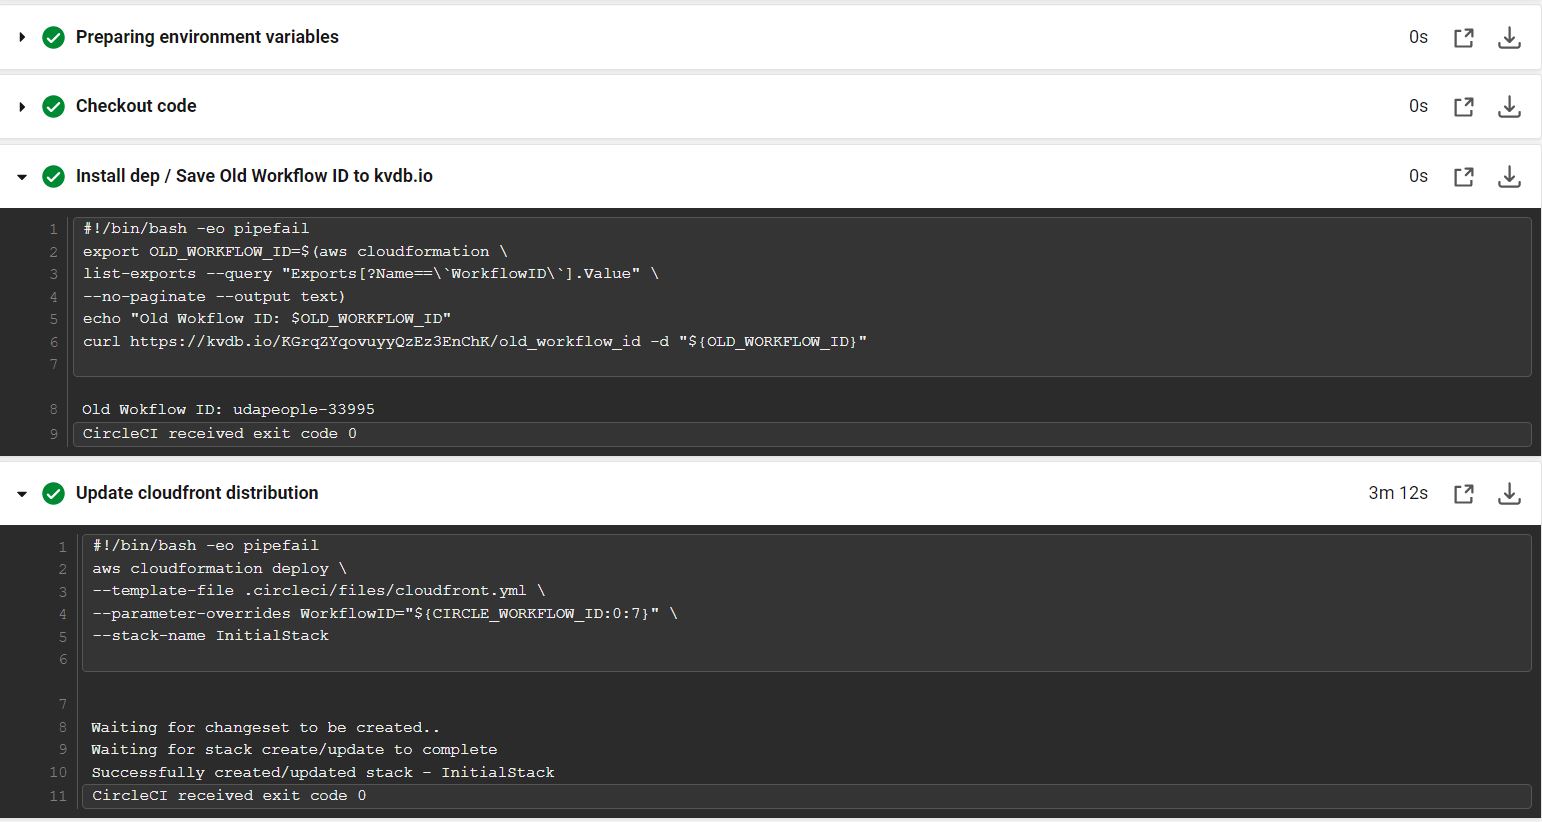 Preparing environment variables 0s
Checkout code 0s
Install dep / Save Old Workflow ID to kvdb.io 0s
1 #!/bin/bash -eo pipefail
2 export OLD_WORKFLOW_ID=$(aws cloudformation \
3 list-exports --query "Exports[?Name==\`WorkflowID\`].Value" \
4 --no-paginate --output text)
5 echo "Old Wokflow ID: $OLD_WORKFLOW_ID"
6 curl https://kvdb.io/KGrqZYqovuyyQzEz3EnChK/old_workflow_id -d "${OLD_WORKFLOW_ID}"
7
8 Old Wokflow ID: udapeople-33995
9 CircleCI received exit code 0
Update cloudfront distribution 3m 12s
1 #!/bin/bash -eo pipefail
2 aws cloudformation deploy \
3 --template-file .circleci/files/cloudfront.yml \
4 --parameter-overrides WorkflowID="${CIRCLE_WORKFLOW_ID:0:7}" \
5 --stack-name InitialStack
6
7
8 Waiting for changeset to be created..
9 Waiting for stack create/update to complete
10 Successfully created/updated stack - InitialStack
11 CircleCI received exit code 0